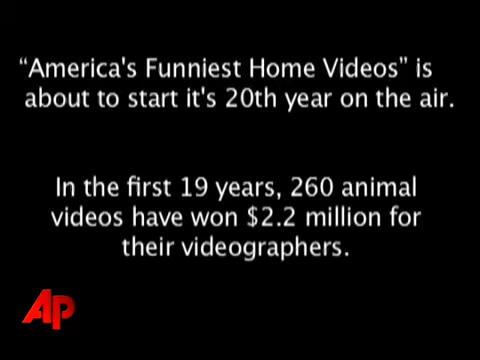 “America's Funniest Home Videos” is
about to start it's 20th year on the air.
In the first 19 years, 260 animal
videos have won $2.2 million for
their videographers.
AP